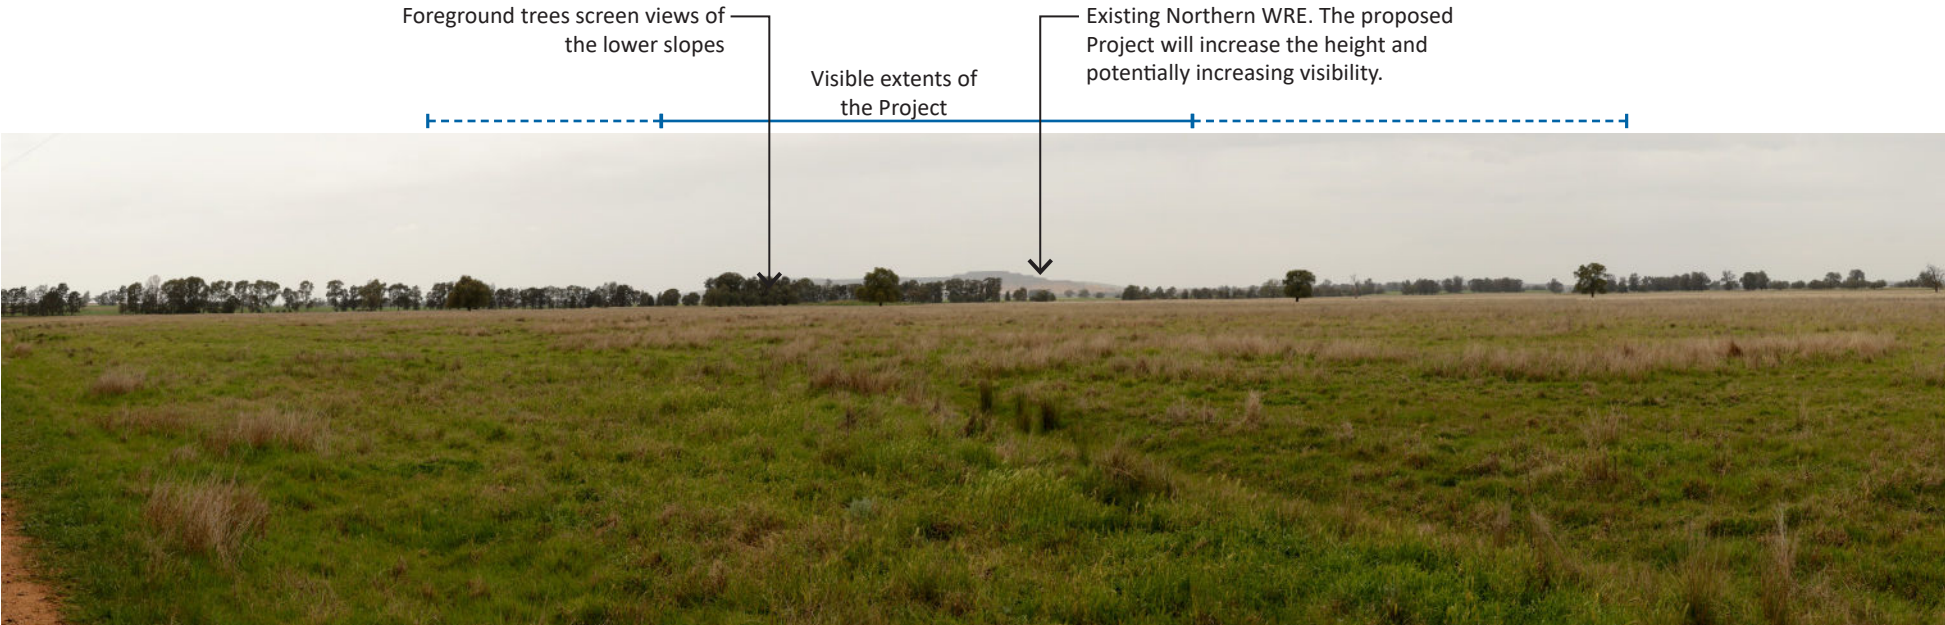 Foreground trees screen views of
the lower slopes
Visible extents of
the Project
Existing Northern WRE. The proposed
Project will increase the height and
potentially increasing visibility.